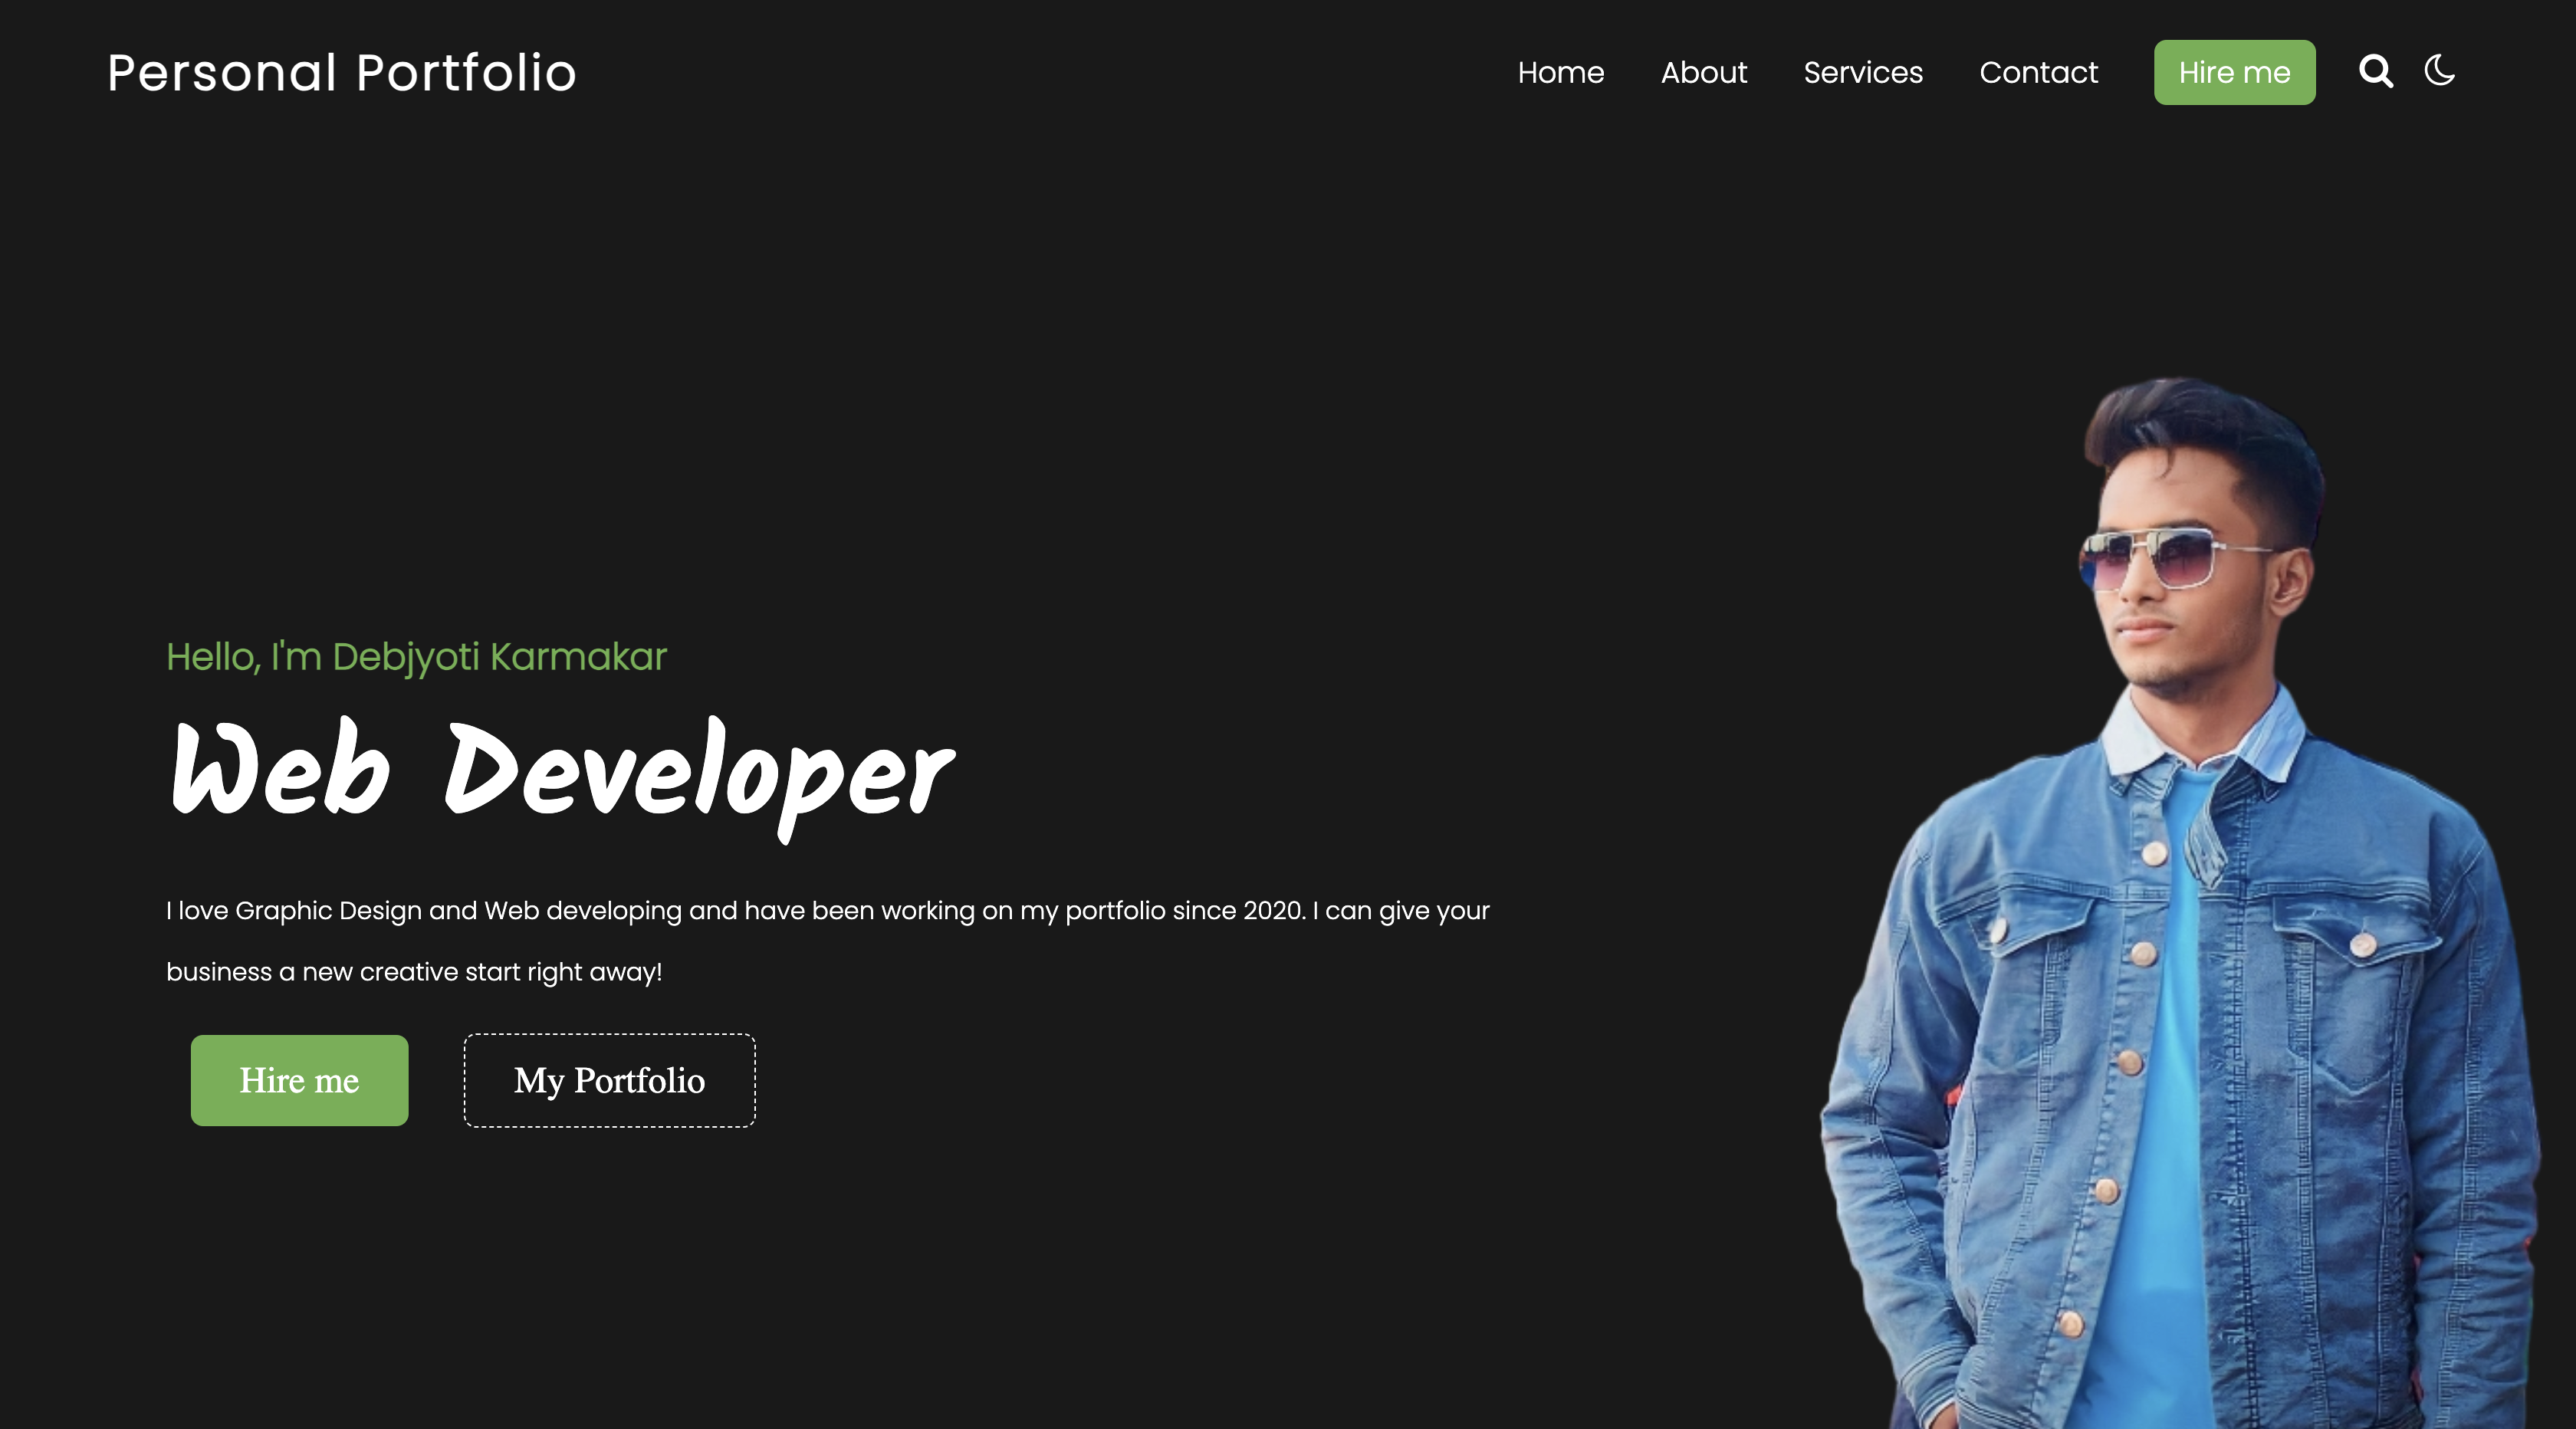 Personal Portfolio
Home About Services Contact Hire me
Hello, I'm Debjyoti Karmakar
Web Developer
I love Graphic Design and Web developing and have been working on my portfolio since 2020. I can give your
business a new creative start right away!
Hire me My Portfolio